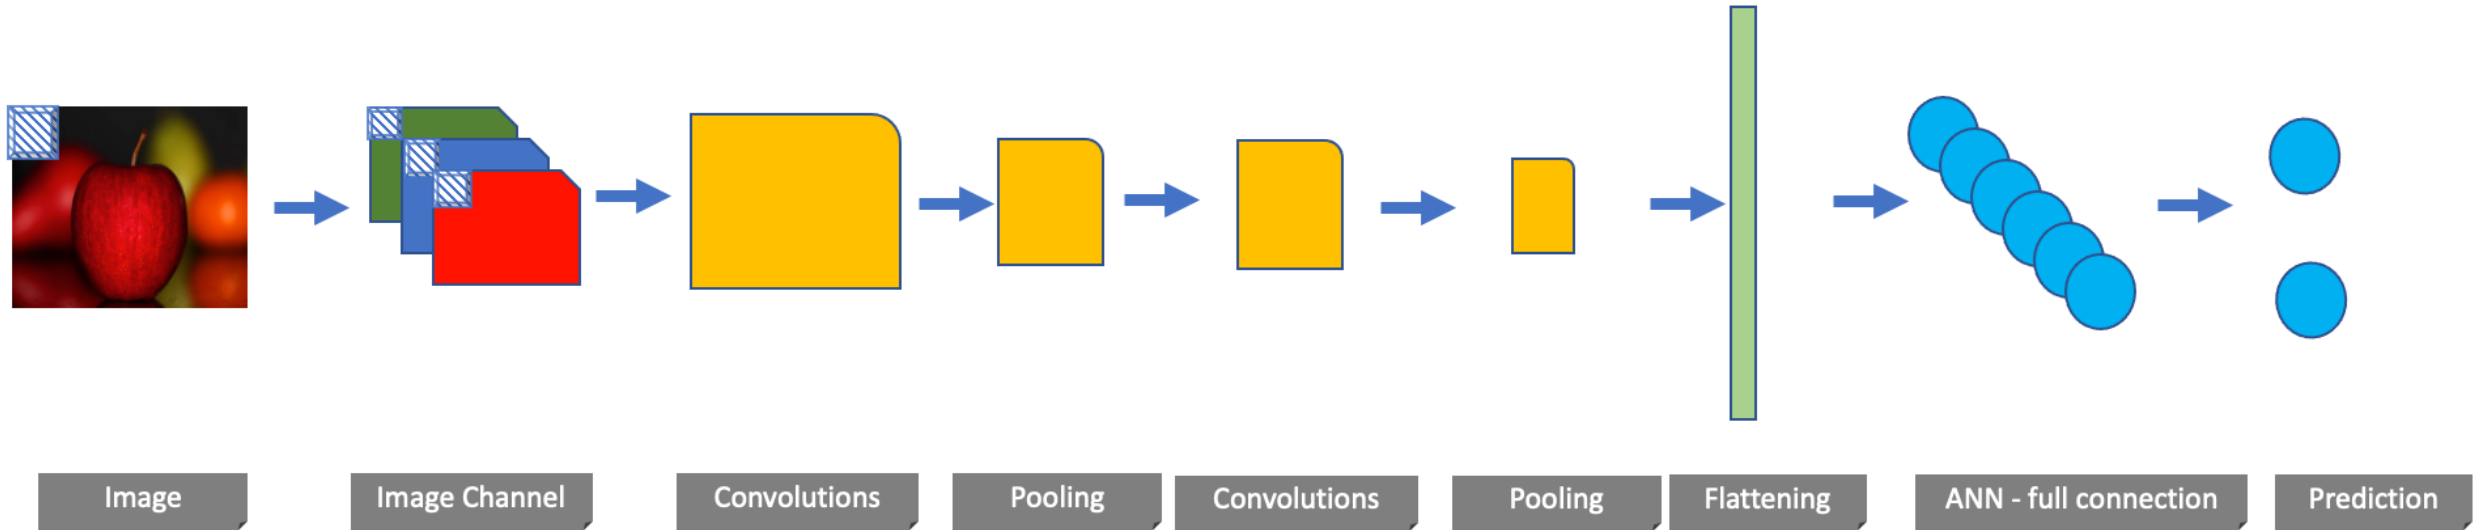 Image
Image Channel
Convolutions
Pooling
Convolutions
Pooling
Flattening
ANN - full connection
Prediction